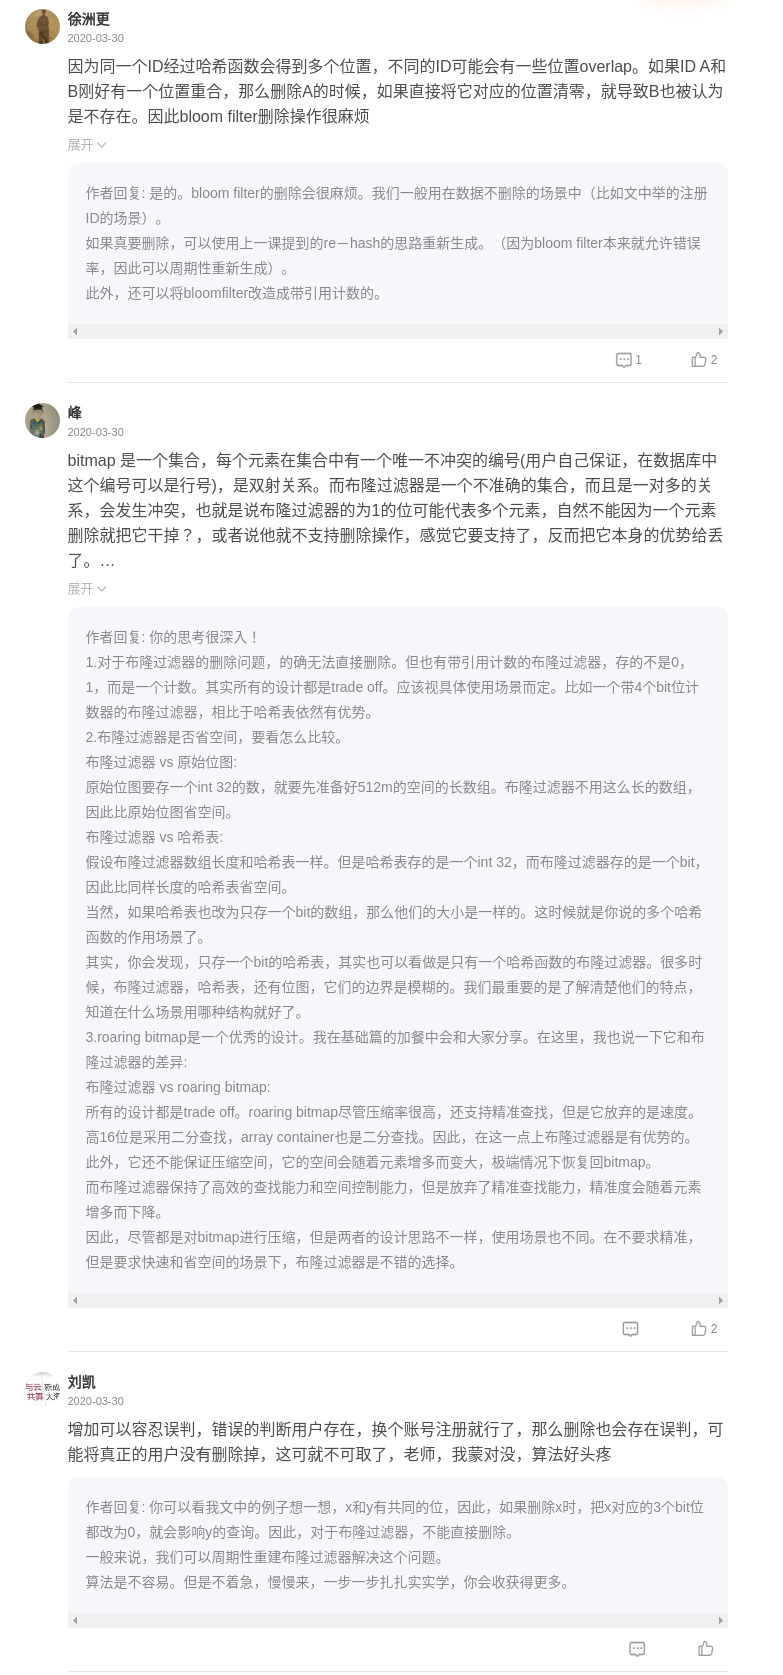 徐洲更
2020-03-30
因为同一个ID经过哈希函数会得到多个位置，不同的ID可能会有一些位置overlap。如果ID A和
B刚好有一个位置重合，那么删除A的时候，如果直接将它对应的位置清零，就导致B也被认为
是不存在。因此bloom filter删除操作很麻烦
展开
作者回复: 是的。bloom filter的删除会很麻烦。我们一般用在数据不删除的场景中（比如文中举的注册
ID的场景）。
如果真要删除，可以使用上一课提到的re－hash的思路重新生成。（因为bloom filter本来就允许错误
率，因此可以周期性重新生成）。
此外，还可以将bloomfilter改造成带引用计数的。
1
2
峰
2020-03-30
bitmap 是一个集合，每个元素在集合中有一个唯一不冲突的编号(用户自己保证，在数据库中
这个编号可以是行号)，是双射关系。而布隆过滤器是一个不准确的集合，而且是一对多的关
系，会发生冲突，也就是说布隆过滤器的为1的位可能代表多个元素，自然不能因为一个元素
删除就把它干掉？，或者说他就不支持删除操作，感觉它要支持了，反而把它本身的优势给丢
了。…
展开
作者回复: 你的思考很深入！
1.对于布隆过滤器的删除问题，的确无法直接删除。但也有带引用计数的布隆过滤器，存的不是0，
1，而是一个计数。其实所有的设计都是trade off。应该视具体使用场景而定。比如一个带4个bit位计
数器的布隆过滤器，相比于哈希表依然有优势。
2.布隆过滤器是否省空间，要看怎么比较。
布隆过滤器 vs 原始位图:
原始位图要存一个int 32的数，就要先准备好512m的空间的长数组。布隆过滤器不用这么长的数组，
因此比原始位图省空间。
布隆过滤器 vs 哈希表:
假设布隆过滤器数组长度和哈希表一样。但是哈希表存的是一个int 32，而布隆过滤器存的是一个bit，
因此比同样长度的哈希表省空间。
当然，如果哈希表也改为只存一个bit的数组，那么他们的大小是一样的。这时候就是你说的多个哈希
函数的作用场景了。
其实，你会发现，只存一个bit的哈希表，其实也可以看做是只有一个哈希函数的布隆过滤器。很多时
候，布隆过滤器，哈希表，还有位图，它们的边界是模糊的。我们最重要的是了解清楚他们的特点，
知道在什么场景用哪种结构就好了。
3.roaring bitmap是一个优秀的设计。我在基础篇的加餐中会和大家分享。在这里，我也说一下它和布
隆过滤器的差异:
布隆过滤器 vs roaring bitmap:
所有的设计都是trade off。roaring bitmap尽管压缩率很高，还支持精准查找，但是它放弃的是速度。
高16位是采用二分查找，array container也是二分查找。因此，在这一点上布隆过滤器是有优势的。
此外，它还不能保证压缩空间，它的空间会随着元素增多而变大，极端情况下恢复回bitmap。
而布隆过滤器保持了高效的查找能力和空间控制能力，但是放弃了精准查找能力，精准度会随着元素
增多而下降。
因此，尽管都是对bitmap进行压缩，但是两者的设计思路不一样，使用场景也不同。在不要求精准，
但是要求快速和省空间的场景下，布隆过滤器是不错的选择。
2
刘凯
2020-03-30
增加可以容忍误判，错误的判断用户存在，换个账号注册就行了，那么删除也会存在误判，可
能将真正的用户没有删除掉，这可就不可取了，老师，我蒙对没，算法好头疼
作者回复: 你可以看我文中的例子想一想，x和y有共同的位，因此，如果删除x时，把x对应的3个bit位
都改为0，就会影响y的查询。因此，对于布隆过滤器，不能直接删除。
一般来说，我们可以周期性重建布隆过滤器解决这个问题。
算法是不容易。但是不着急，慢慢来，一步一步扎扎实实学，你会收获得更多。